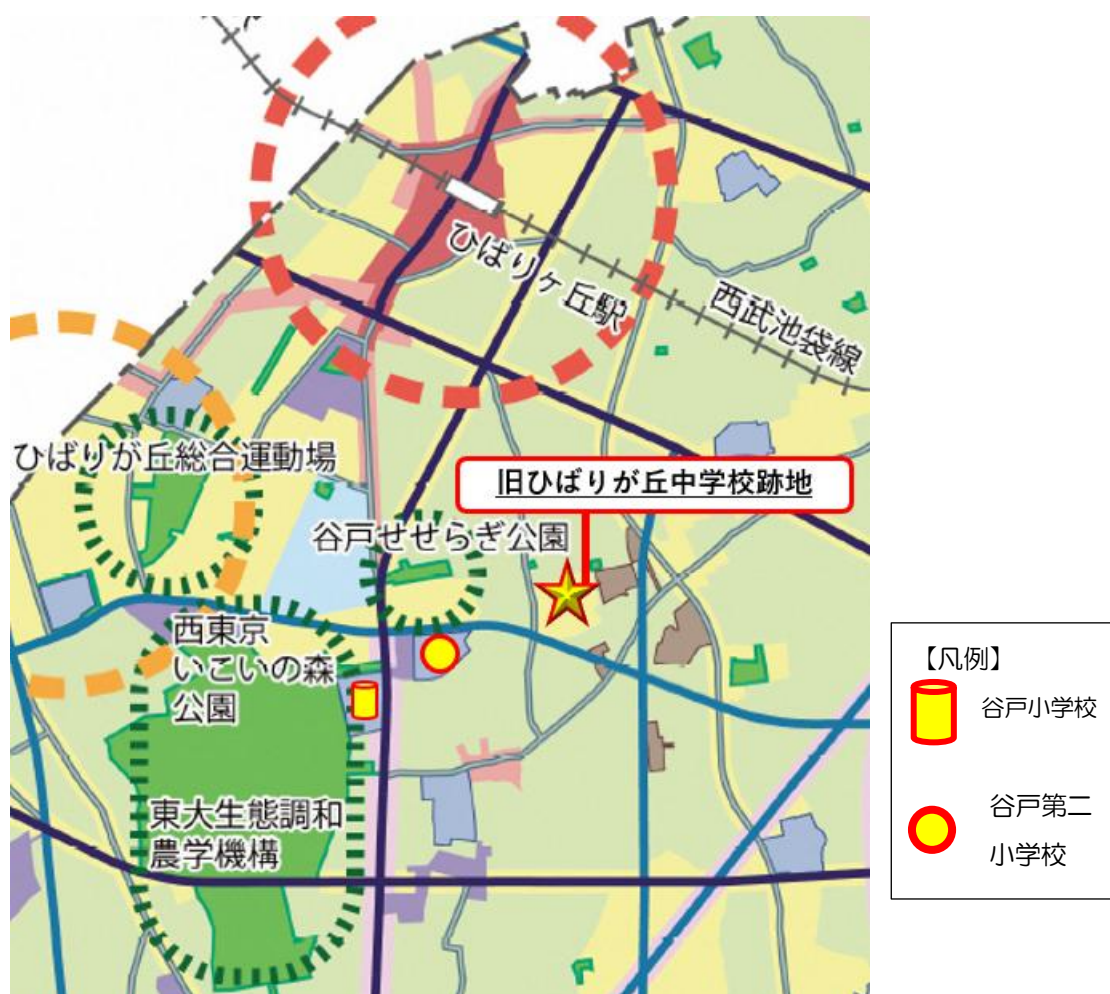 ひばりヶ丘駅
西武池袋線
ひばりが丘総合運動場
旧ひばりが丘中学校跡地
谷戸せせらぎ公園
西東京
いこいの森
公園
東大生態調和
農学機構
【凡例】
谷戸小学校
谷戸第二
小学校